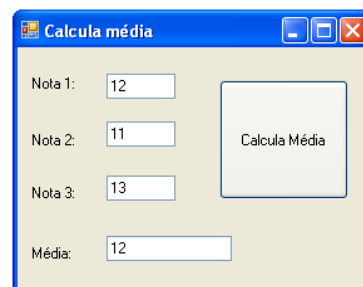 Calcula média
Nota 1: 12
Nota 2: 11
Calcula Média
Nota 3: 13
Média: 12